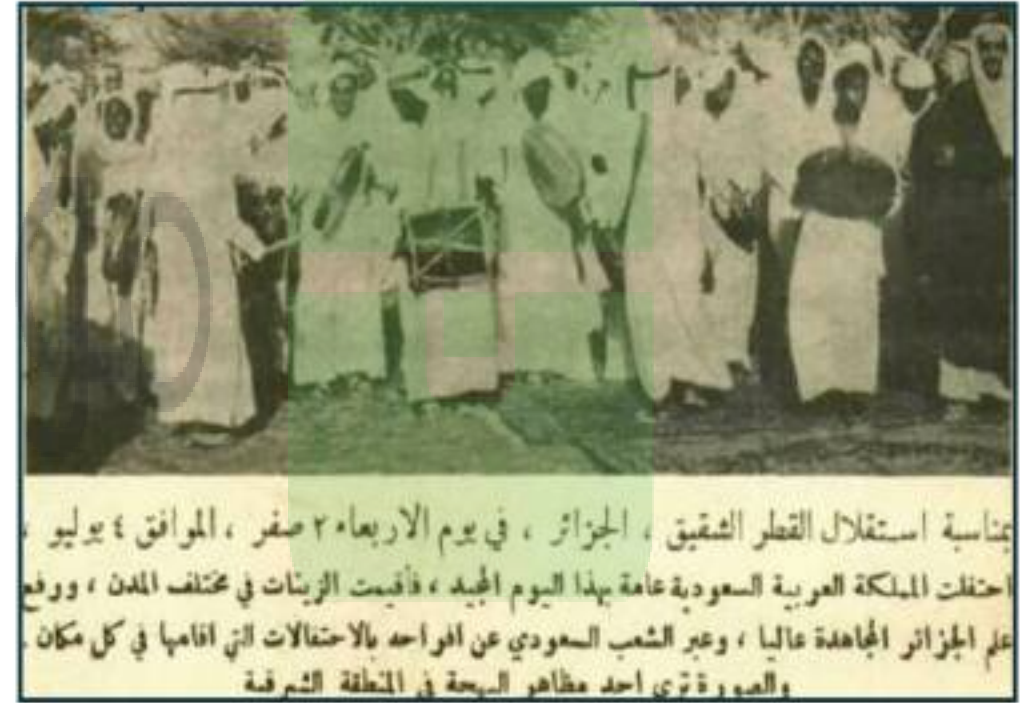 بمناسبة استقلال القطر الشقيق ، الجزائر ، في يوم الاربعاء ٢ صفر ، الموافق ٤ يوليو ،
احتفلت المملكة العربية السعودية عامة بهذا اليوم المجيد ، فأقيمت الزينات في مختلف المدن ، ورفع
علم الجزائر المجاهدة عاليا ، وعبر الشعب السعودي عن افراحه بالاحتفالات التي اقامها في كل مكان .
والصورة ترى احد مظاهر البهجة في المنطقة الشرقية